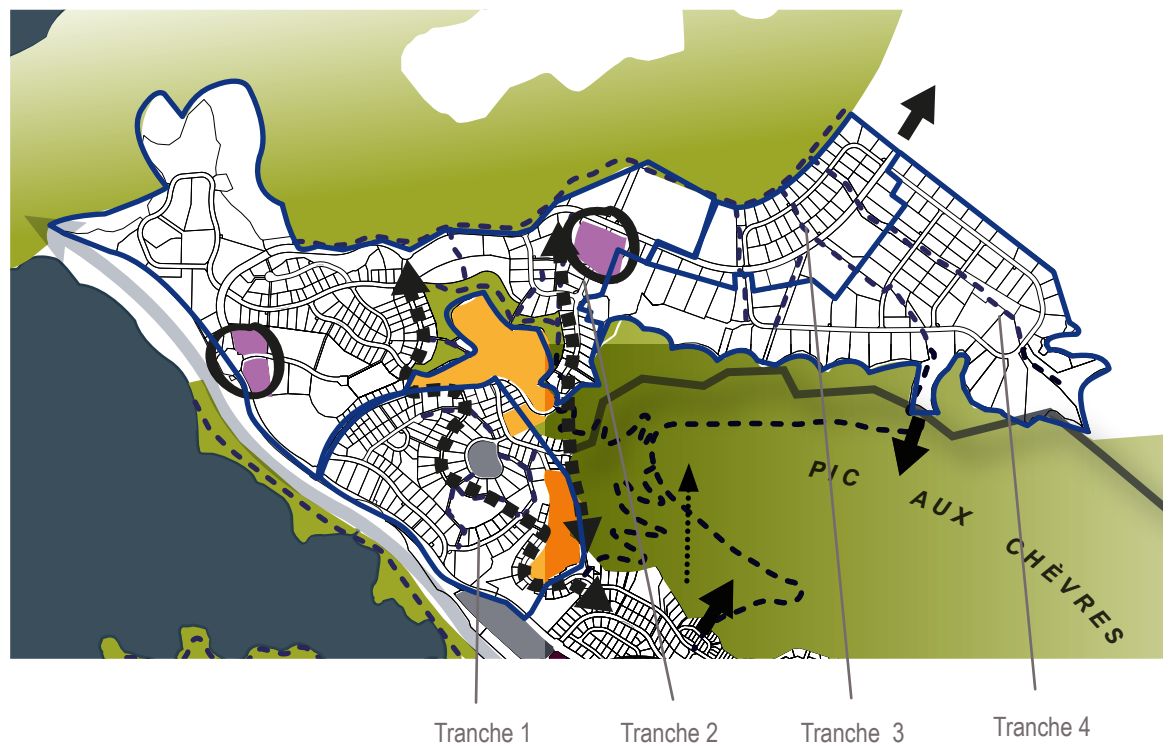 PIC AUX CHÈVRES
Tranche 1
Tranche 2
Tranche 3
Tranche 4